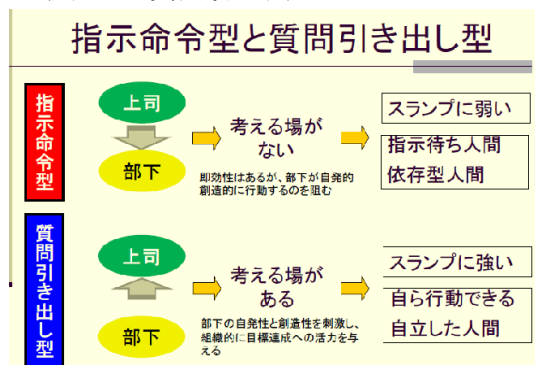 指示命令型と質問引き出し型
指示命令型
上司
部下
考える場が
ない
即効性はあるが、部下が自発的
創造的に行動するのを阻む
スランプに弱い
指示待ち人間
依存型人間
質問引き出し型
上司
部下
考える場が
ある
部下の自発性と創造性を刺激し、
組織的に目標達成への活力を与
える
スランプに強い
自ら行動できる
自立した人間